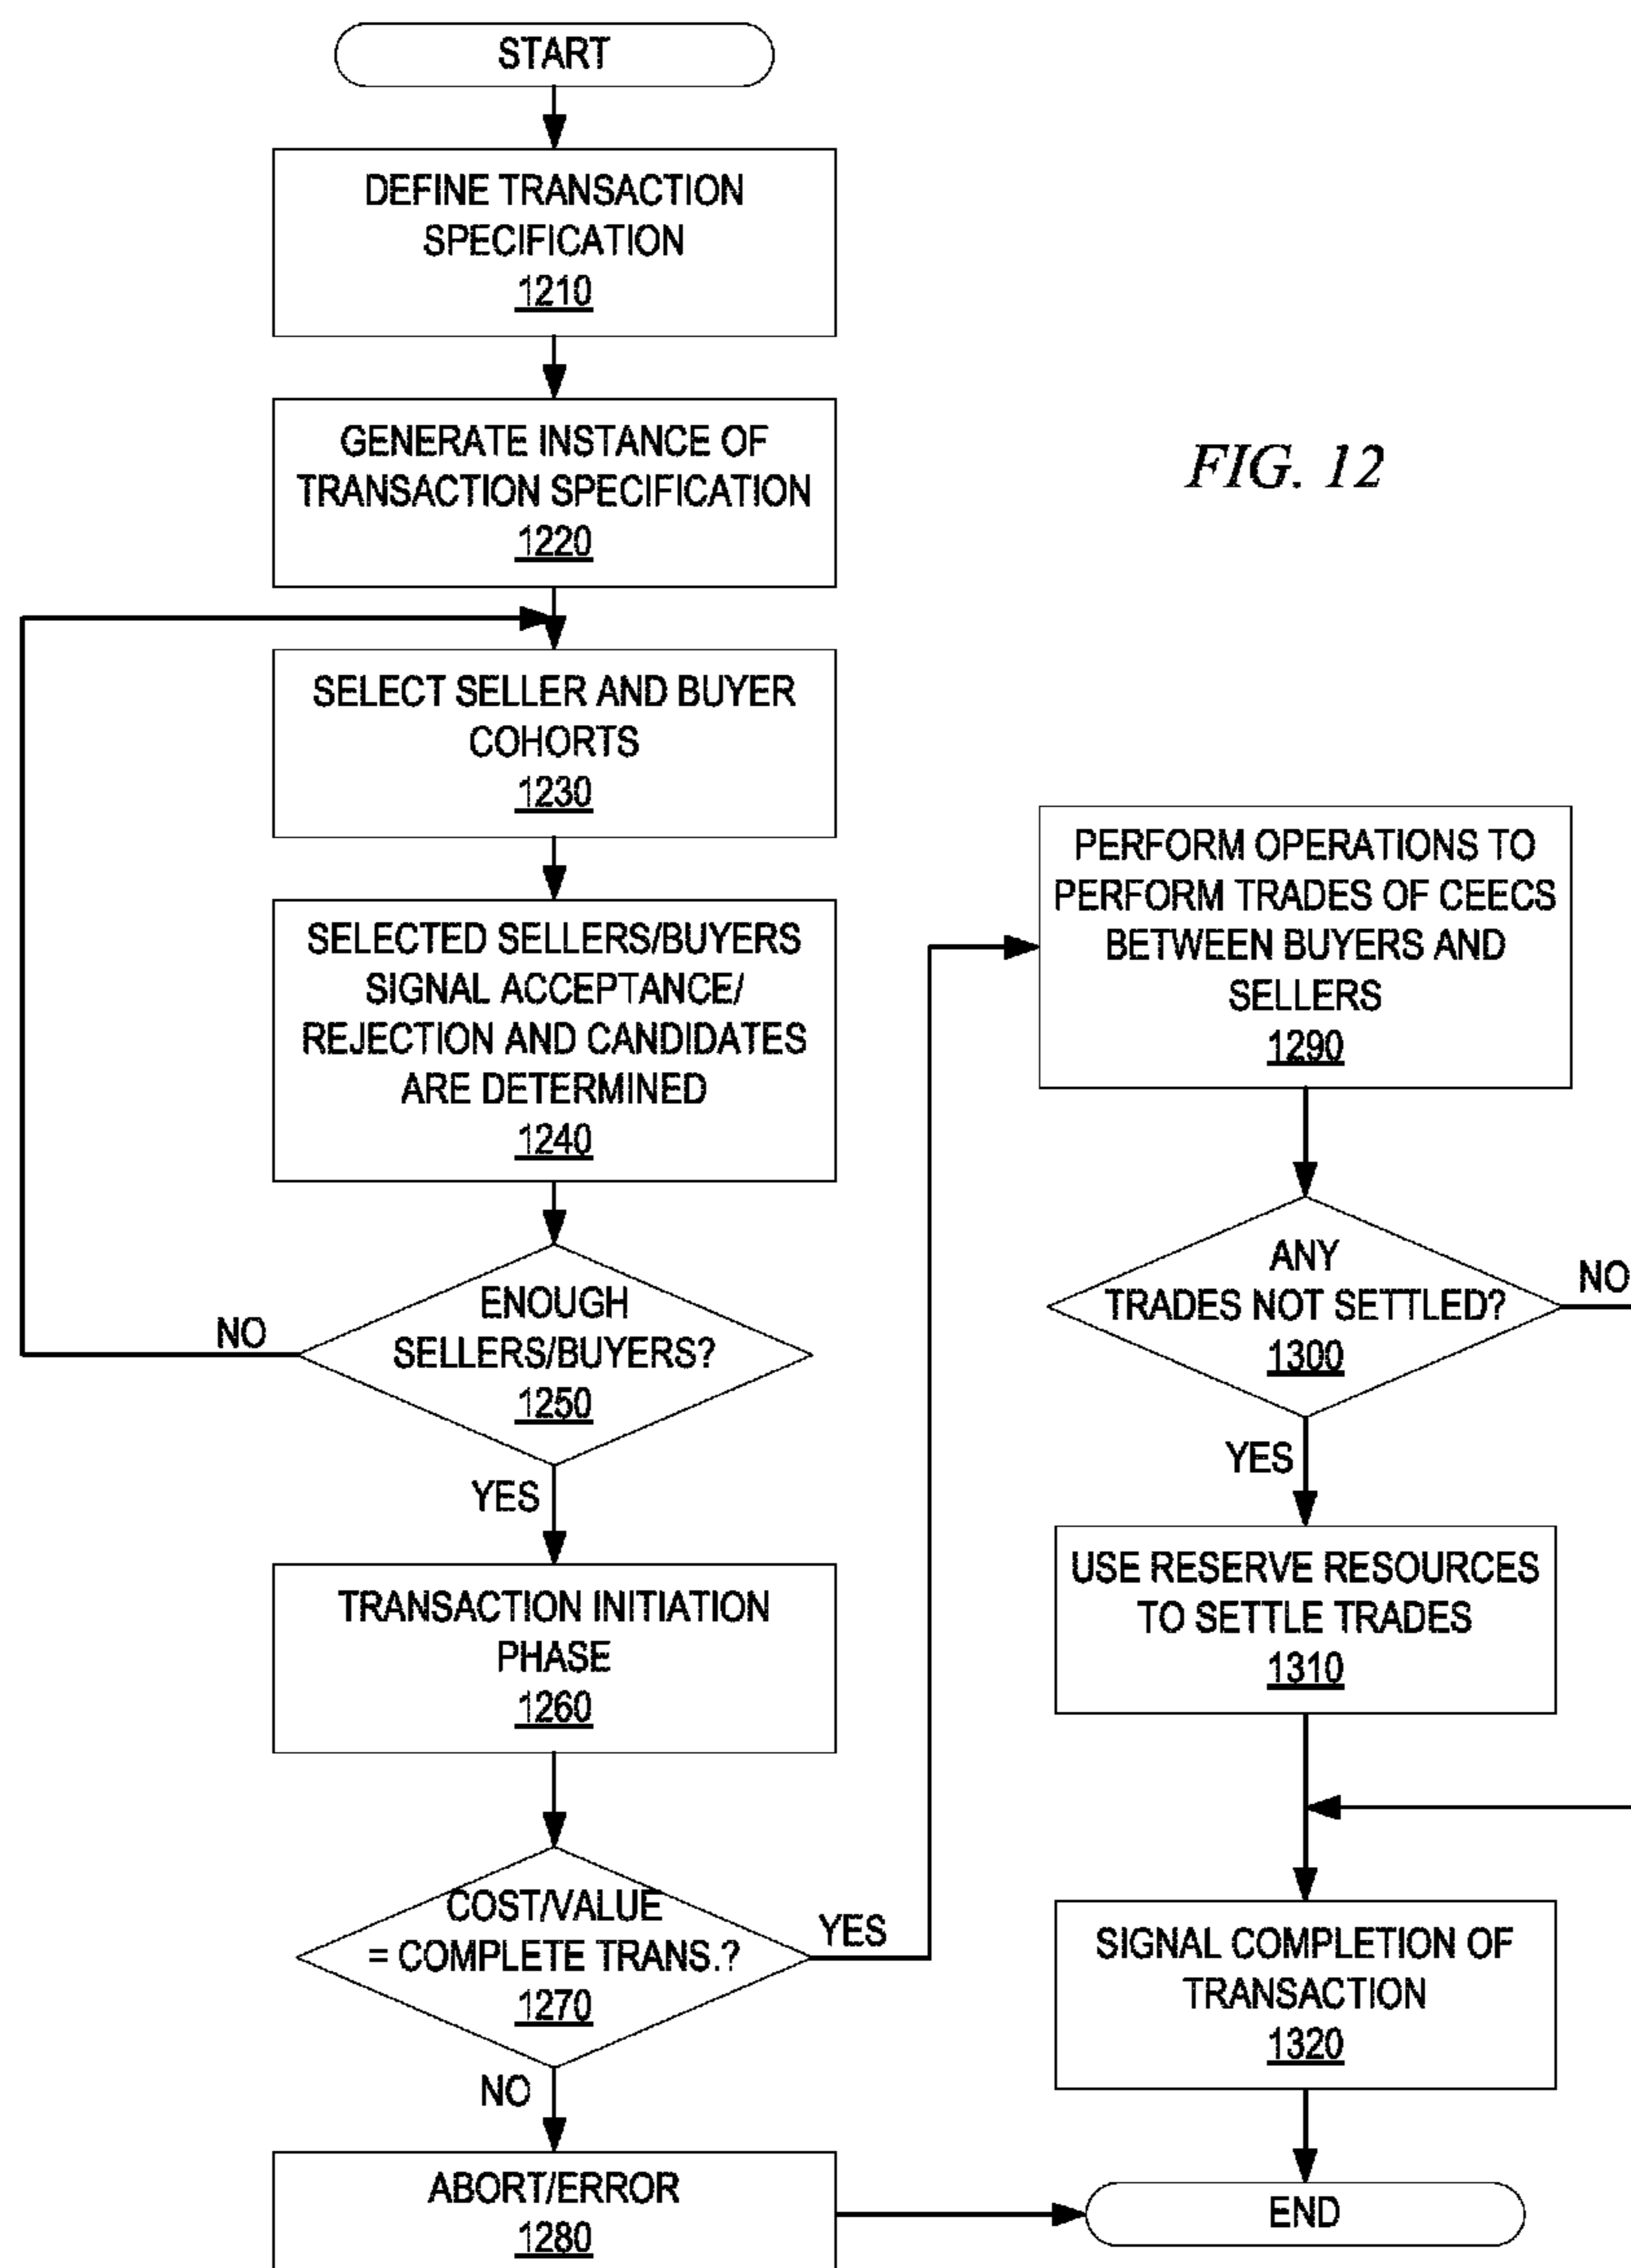 START
DEFINE TRANSACTION
SPECIFICATION
1210
GENERATE INSTANCE OF
TRANSACTION SPECIFICATION
1220
FIG. 12
SELECT SELLER AND BUYER
COHORTS
1230
SELECTED SELLERS/BUYERS
SIGNAL ACCEPTANCE/
REJECTION AND CANDIDATES
ARE DETERMINED
1240
ENOUGH
SELLERS/BUYERS?
1250
NO
YES
TRANSACTION INITIATION
PHASE
1260
COST/VALUE
= COMPLETE TRANS.?
1270
YES
NO
ABORT/ERROR
1280
PERFORM OPERATIONS TO
PERFORM TRADES OF CEECS
BETWEEN BUYERS AND
SELLERS
1290
ANY
TRADES NOT SETTLED?
1300
NO
YES
USE RESERVE RESOURCES
TO SETTLE TRADES
1310
SIGNAL COMPLETION OF
TRANSACTION
1320
END